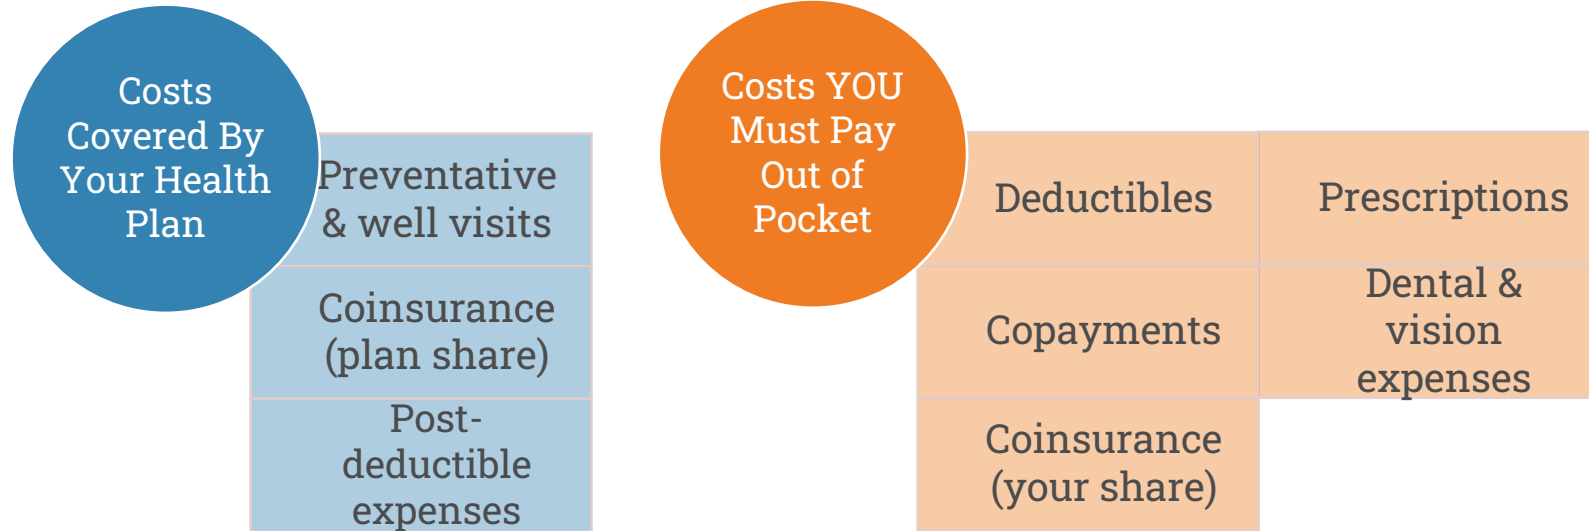 Costs
Covered By
Your Health
Plan
Preventative
& well visits
Coinsurance
(plan share)
Post-
deductible
expenses
Costs YOU
Must Pay
Out of
Pocket
Deductibles
Prescriptions
Copayments
Dental &
vision
expenses
Coinsurance
(your share)